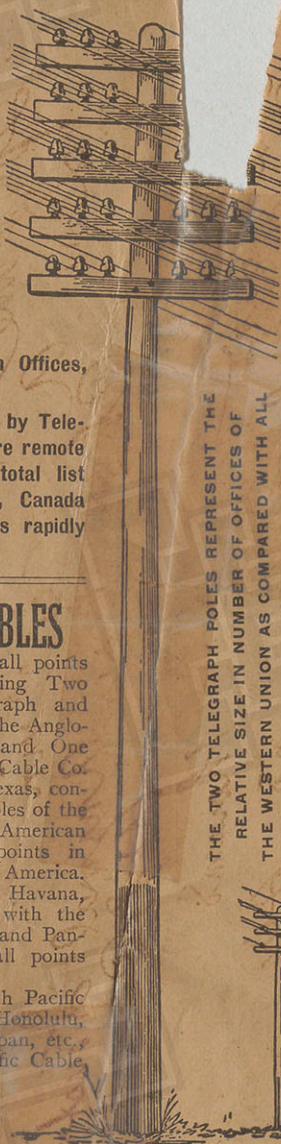 n Offices,
by Tele-
re remote
total list
, Canada
s rapidly
BLES
all points
ing Two
raph and
he Anglo-
and One
Cable Co.
exas, con-
les of the
American
points in
America.
Havana,
with the
and Pan-
all points
h Pacific
Honolulu,
pan, etc.,
fic Cable,
THE TWO TELEGRAPH POLES REPRESENT THE
RELATIVE SIZE IN NUMBER OF OFFICES OF
THE WESTERN UNION AS COMPARED WITH ALL